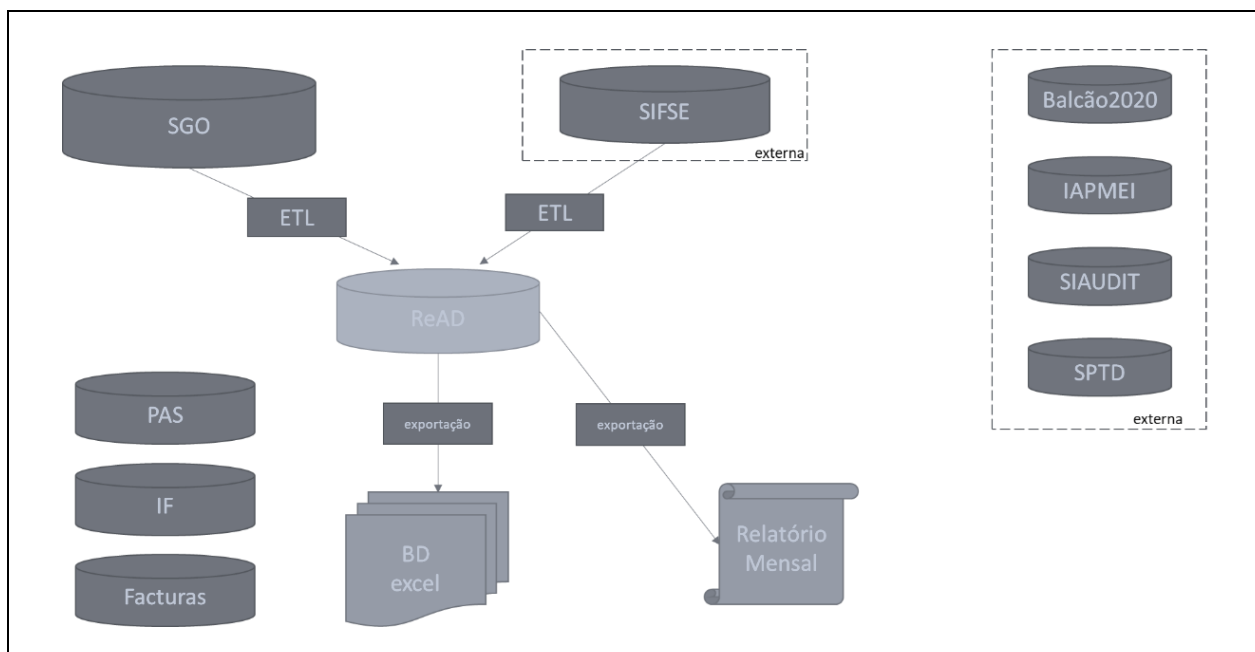 SGO
SIFSE
externa
ETL
ETL
ReAD
exportação
exportação
PAS
IF
Facturas
BD
excel
Relatório
Mensal
Balcão2020
IAPMEI
SIAUDIT
SPTD
externa